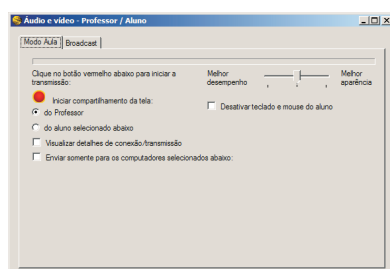 Áudio e vídeo - Professor / Aluno
Modo Aula
Broadcast
Clique no botão vermelho abaixo para iniciar a
transmissão:
Melhor
desempenho
Melhor
aparência
Iniciar compartilhamento da tela:
do Professor
Desativar teclado e mouse do aluno
do aluno selecionado abaixo
Visualizar detalhes de conexão/transmissão
Enviar somente para os computadores selecionados abaixo: